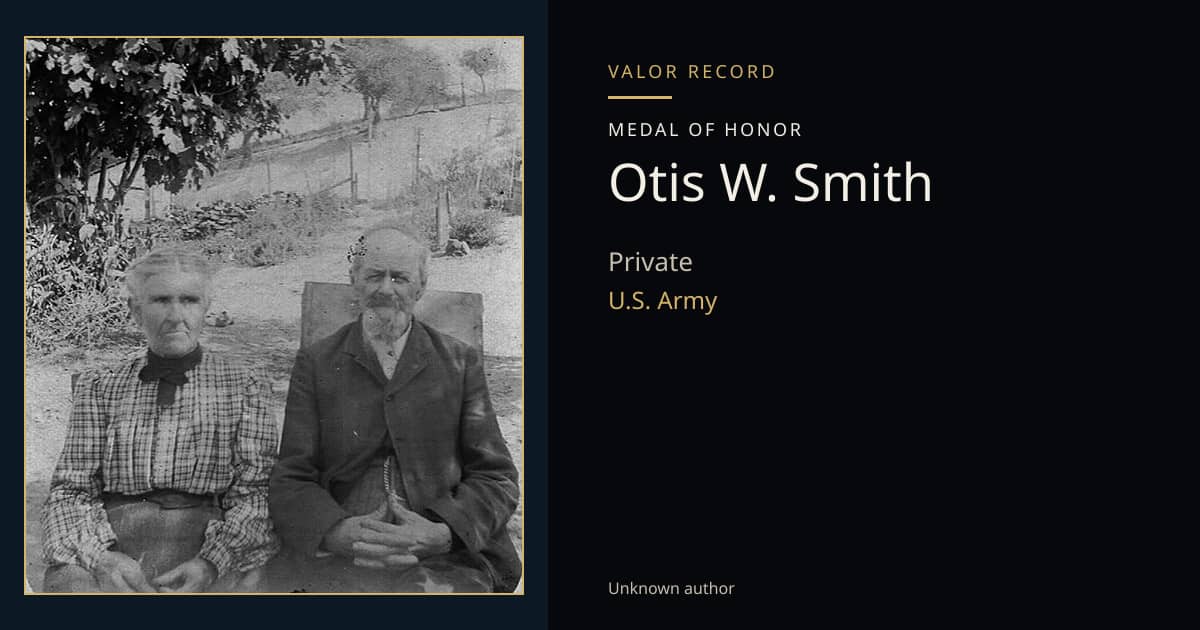 VALOR RECORD
MEDAL OF HONOR
Otis W. Smith
Private
U.S. Army
Unknown author